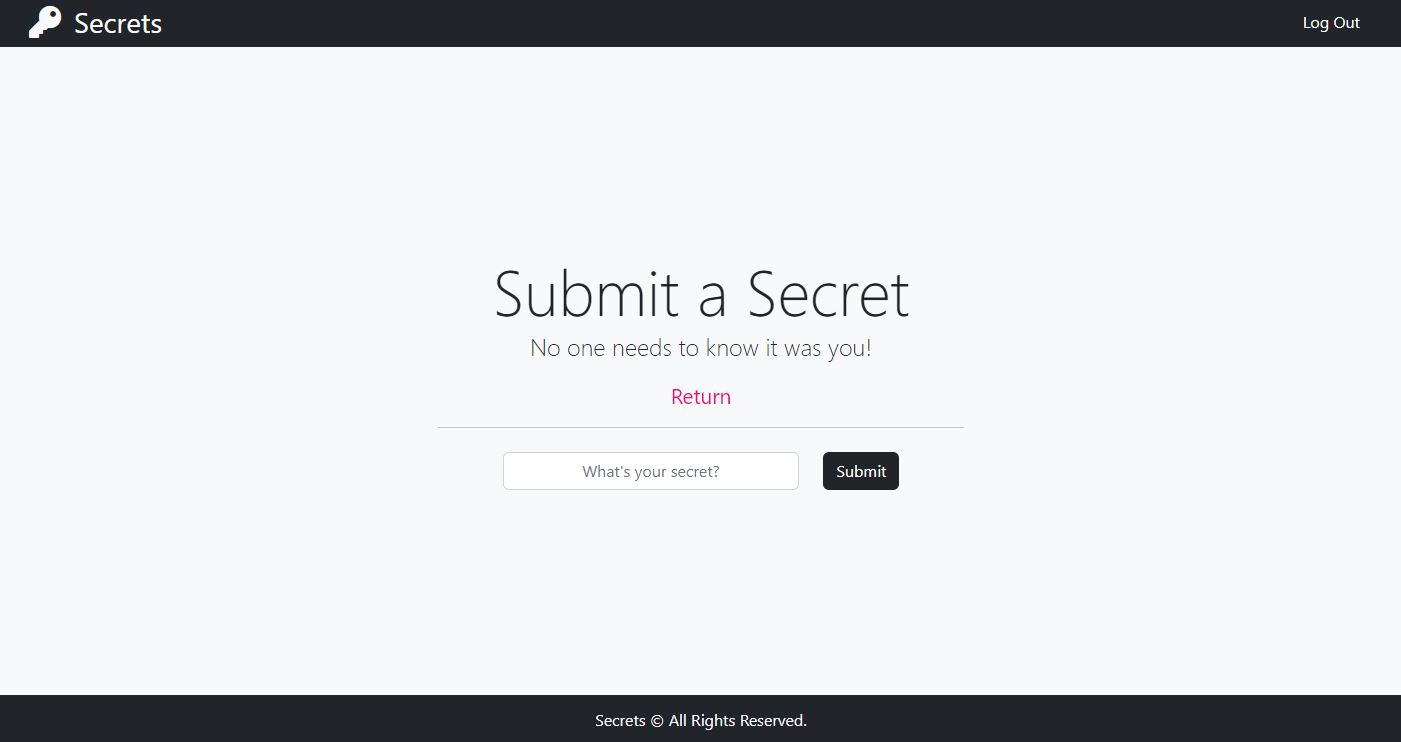 Secrets
Log Out
Submit a Secret
No one needs to know it was you!
Return
What's your secret?
Submit
Secrets © All Rights Reserved.